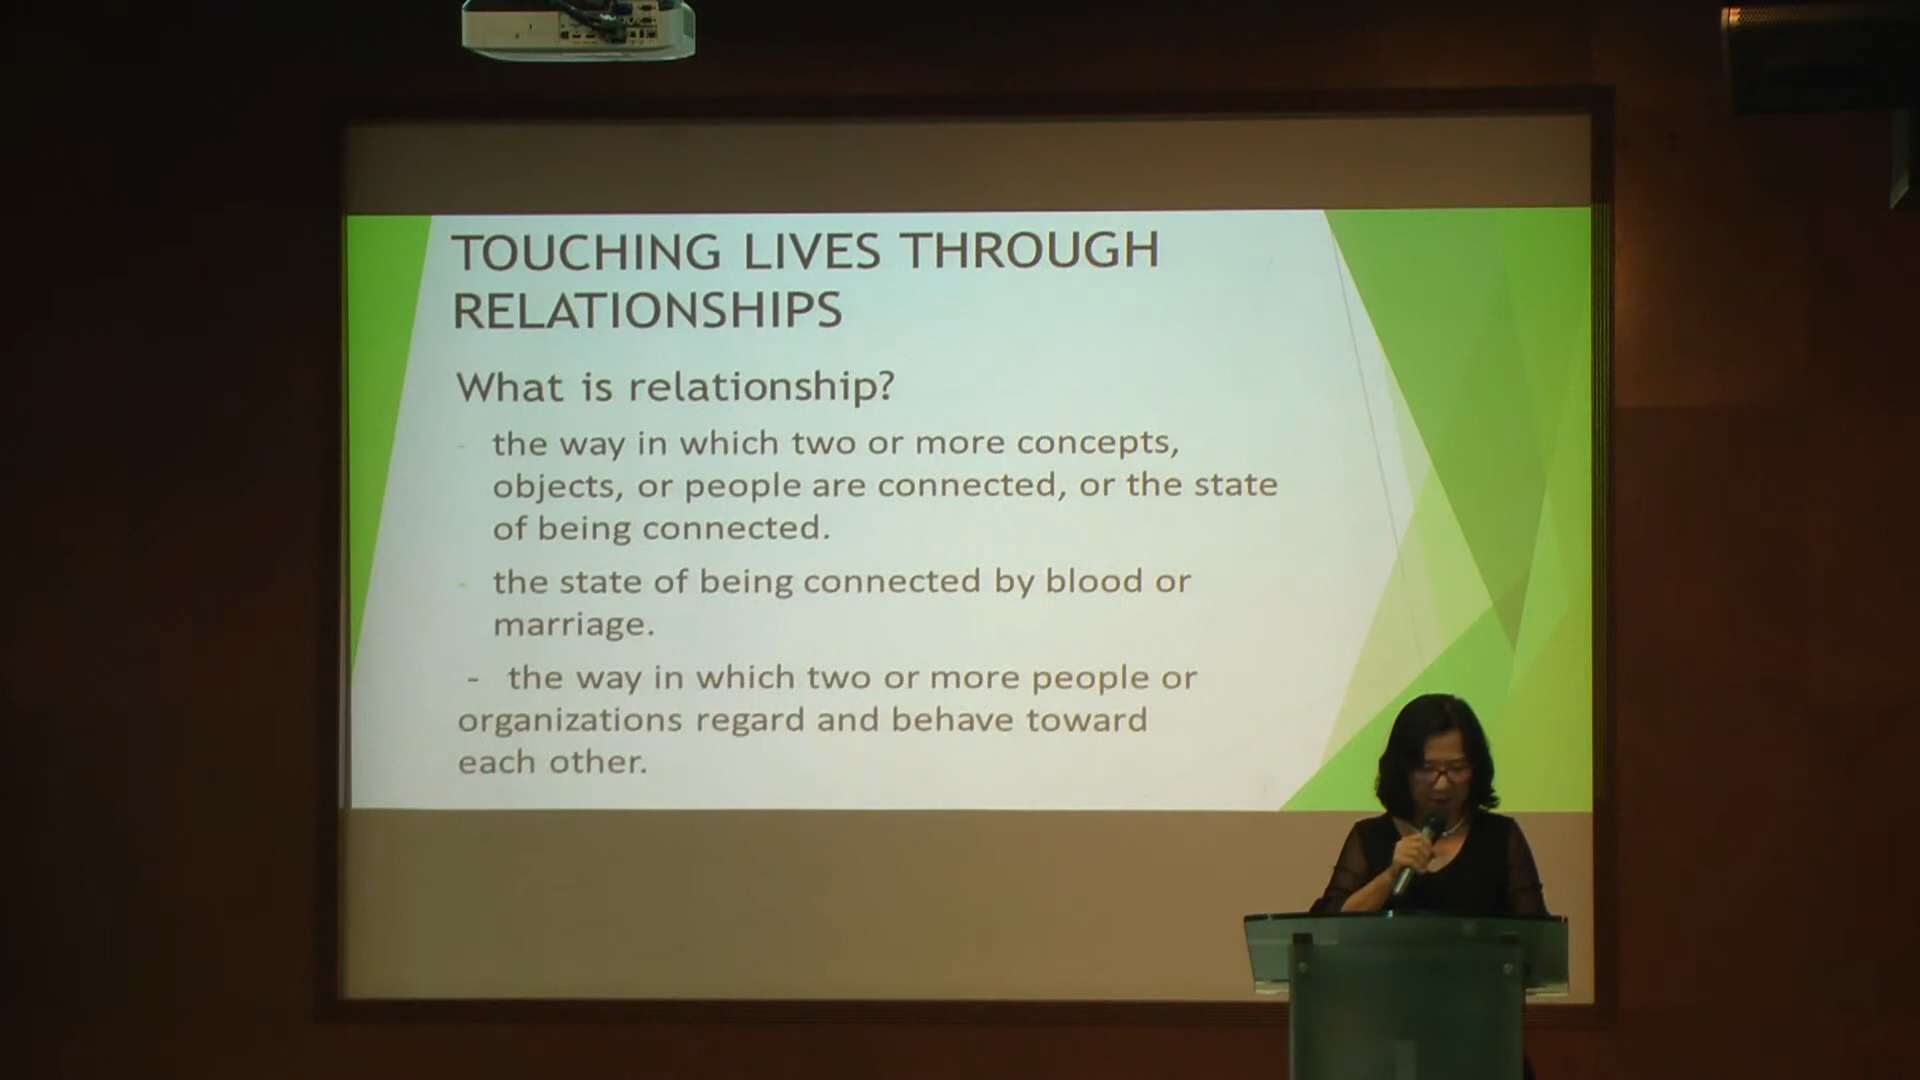 TOUCHING LIVES THROUGH
RELATIONSHIPS
What is relationship?
- the way in which two or more concepts,
objects, or people are connected, or the state
of being connected.
- the state of being connected by blood or
marriage.
- the way in which two or more people or
organizations regard and behave toward
each other.